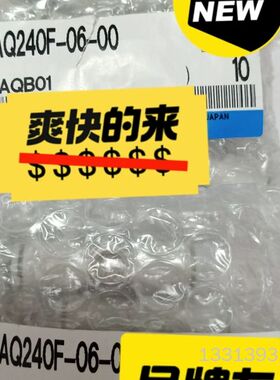 NEW
AQ240F-06-00
AQB01
)
10
JAPAN
爽快的来
$$$$$$
AQ240F-06-0
1331393